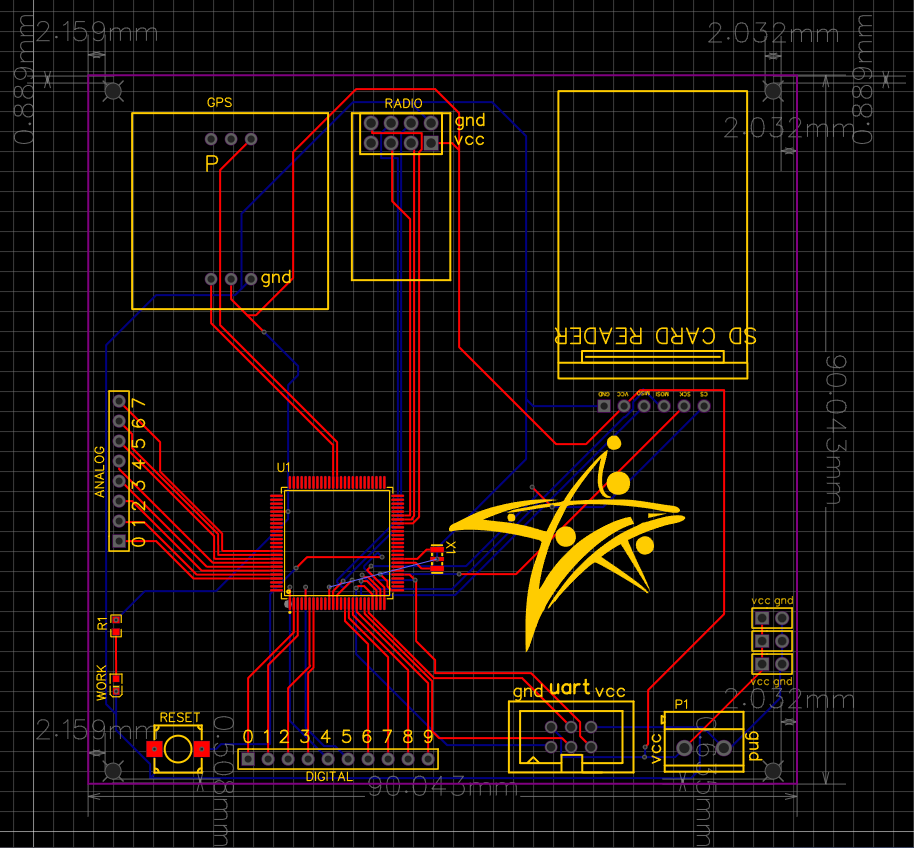 2.159mm
2.032mm
0.889mm
0.889mm
GPS
RADIO
gnd
vcc
2.032mm
P
gnd
SD CARD READER
GND
VCC
MISO
MOSI
SCK
CS
90.043mm
ANALOG
7
6
5
4
3
2
1
0
U1
X1
R1
WORK
vcc gnd
vcc gnd
2.032mm
gnd uart vcc
P1
vcc
gnd
RESET
2.159mm
0 1 2 3 4 5 6 7 8 9
DIGITAL
90.043mm